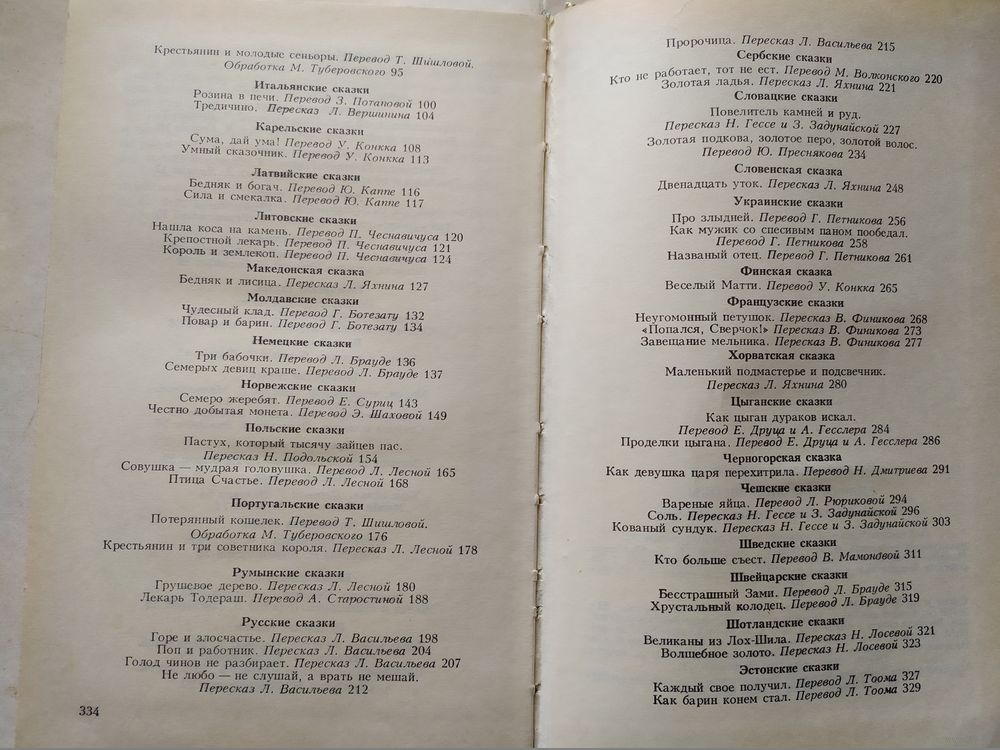 Крестьянин и молодые сеньоры. Перевод Т. Шишловой.
Обработка М. Туберовского 95
Итальянские сказки
Розина в печи. Перевод З. Потаповой 100
Тредичино. Пересказ Л. Вершинина 104
Карельские сказки
Сума, дай ума! Перевод У. Конкка 108
Умный сказочник. Перевод У. Конкка 113
Латвийские сказки
Бедняк и богач. Перевод Ю. Каппе 116
Сила и смекалка. Перевод Ю. Каппе 117
Литовские сказки
Нашла коса на камень. Перевод П. Чеснавичуса 120
Крепостной лекарь. Перевод П. Чеснавичуса 121
Король и землекоп. Перевод П. Чеснавичуса 124
Македонская сказка
Бедняк и лисица. Пересказ Л. Яхнина 127
Молдавские сказки
Чудесный клад. Перевод Г. Ботезату 132
Повар и барин. Перевод Г. Ботезату 134
Немецкие сказки
Три бабочки. Перевод Л. Брауде 136
Семерых девиц краше. Перевод Л. Брауде 137
Норвежские сказки
Семеро жеребят. Перевод Е. Суриц 143
Честно добытая монета. Перевод Э. Шаховой 149
Польские сказки
Пастух, который тысячу зайцев пас.
Пересказ Н. Подольской 154
Совушка — мудрая головушка. Перевод Л. Лесной 165
Птица Счастье. Перевод Л. Лесной 168
Португальские сказки
Потерянный кошелек. Перевод Т. Шишловой.
Обработка М. Туберовского 176
Крестьянин и три советника короля. Пересказ Л. Лесной 178
Румынские сказки
Грушевое дерево. Пересказ Л. Лесной 180
Лекарь Тодераш. Перевод А. Старостиной 188
Русские сказки
Горе и злосчастье. Пересказ Л. Васильева 198
Поп и работник. Пересказ Л. Васильева 204
Голод чинов не разбирает. Пересказ Л. Васильева 207
Не любо — не слушай, а врать не мешай.
Пересказ Л. Васильева 212
334
Пророчица. Пересказ Л. Васильева 215
Сербские сказки
Кто не работает, тот не ест. Перевод М. Волконского 220
Золотая ладья. Пересказ Л. Яхнина 221
Словацкие сказки
Повелитель камней и руд.
Пересказ Н. Гессе и З. Задунайской 227
Золотая подкова, золотое перо, золотой волос.
Перевод Ю. Преснякова 234
Словенская сказка
Двенадцать уток. Пересказ Л. Яхнина 248
Украинские сказки
Про злыдней. Перевод Г. Петникова 256
Как мужик со спесивым паном пообедал.
Перевод Г. Петникова 258
Названый отец. Перевод Г. Петникова 261
Финская сказка
Веселый Матти. Перевод У. Конкка 265
Французские сказки
Неугомонный петушок. Пересказ В. Финикова 268
«Попался, Сверчок!» Пересказ В. Финикова 273
Завещание мельника. Пересказ В. Финикова 277
Хорватская сказка
Маленький подмастерье и подсвечник.
Пересказ Л. Яхнина 280
Цыганские сказки
Как цыган дураков искал.
Перевод Е. Друца и А. Гесслера 284
Проделки цыгана. Перевод Е. Друца и А. Гесслера 286
Черногорская сказка
Как девушка царя перехитрила. Перевод Н. Дмитриева 291
Чешские сказки
Вареные яйца. Перевод Л. Рюриковой 294
Соль. Пересказ Н. Гессе и З. Задунайской 296
Кованый сундук. Пересказ Н. Гессе и З. Задунайской 303
Шведские сказки
Кто больше съест. Перевод В. Мамоновой 311
Швейцарские сказки
Бесстрашный Зами. Перевод Л. Брауде 315
Хрустальный колодец. Перевод Л. Брауде 319
Шотландские сказки
Великаны из Лох-Шила. Пересказ Н. Лосевой 321
Волшебное золото. Пересказ Н. Лосевой 323
Эстонские сказки
Каждый свое получил. Перевод Л. Тоома 327
Как барин конем стал. Перевод Л. Тоома 329